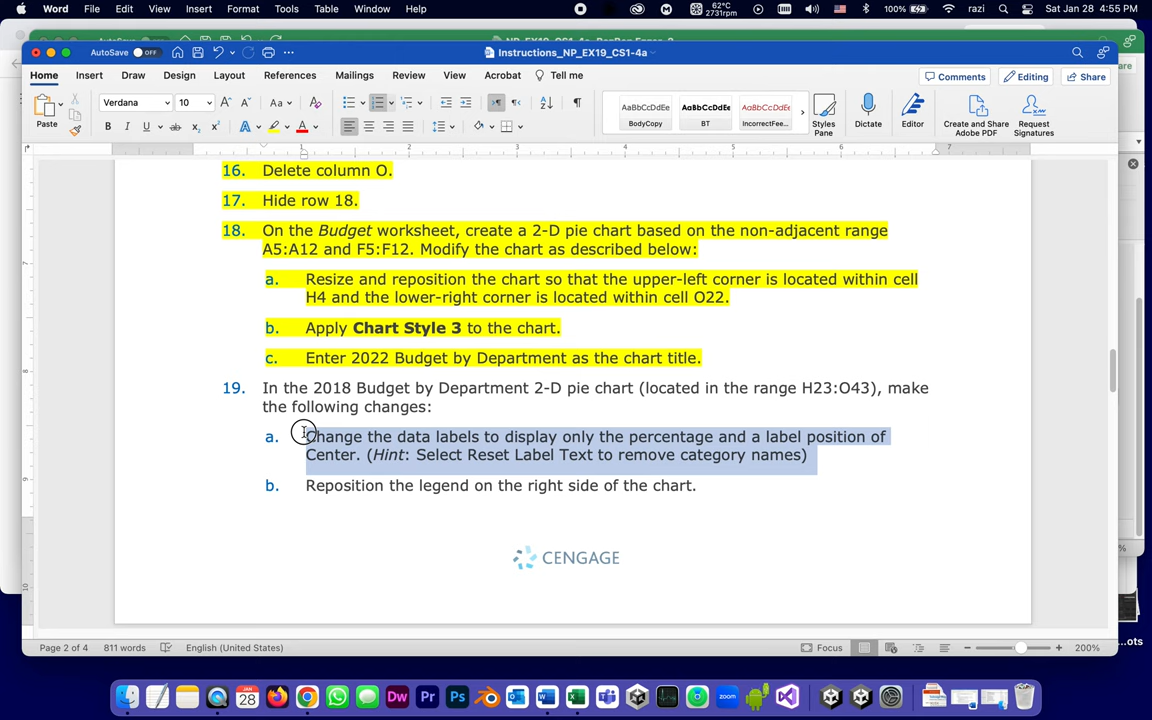 Word File Edit View Insert Format Tools Table Window Help 62°C 2731rpm 100% razi Sat Jan 28 4:55 PM
AutoSave OFF Instructions_NP_EX19_CS1-4a
Home Insert Draw Design Layout References Mailings Review View Acrobat Tell me Comments Editing Share
Paste Verdana 10 Aa AaBbCcDdEe BodyCopy AaBbCcDdEe BT AaBbCcDdEe IncorrectFee... Styles Pane Dictate Editor Create and Share Adobe PDF Request Signatures
16. Delete column O.
17. Hide row 18.
18. On the Budget worksheet, create a 2-D pie chart based on the non-adjacent range
A5:A12 and F5:F12. Modify the chart as described below:
a. Resize and reposition the chart so that the upper-left corner is located within cell
H4 and the lower-right corner is located within cell O22.
b. Apply Chart Style 3 to the chart.
c. Enter 2022 Budget by Department as the chart title.
19. In the 2018 Budget by Department 2-D pie chart (located in the range H23:O43), make
the following changes:
a. Change the data labels to display only the percentage and a label position of
Center. (Hint: Select Reset Label Text to remove category names)
b. Reposition the legend on the right side of the chart.
CENGAGE
Page 2 of 4 811 words English (United States) Focus 200%